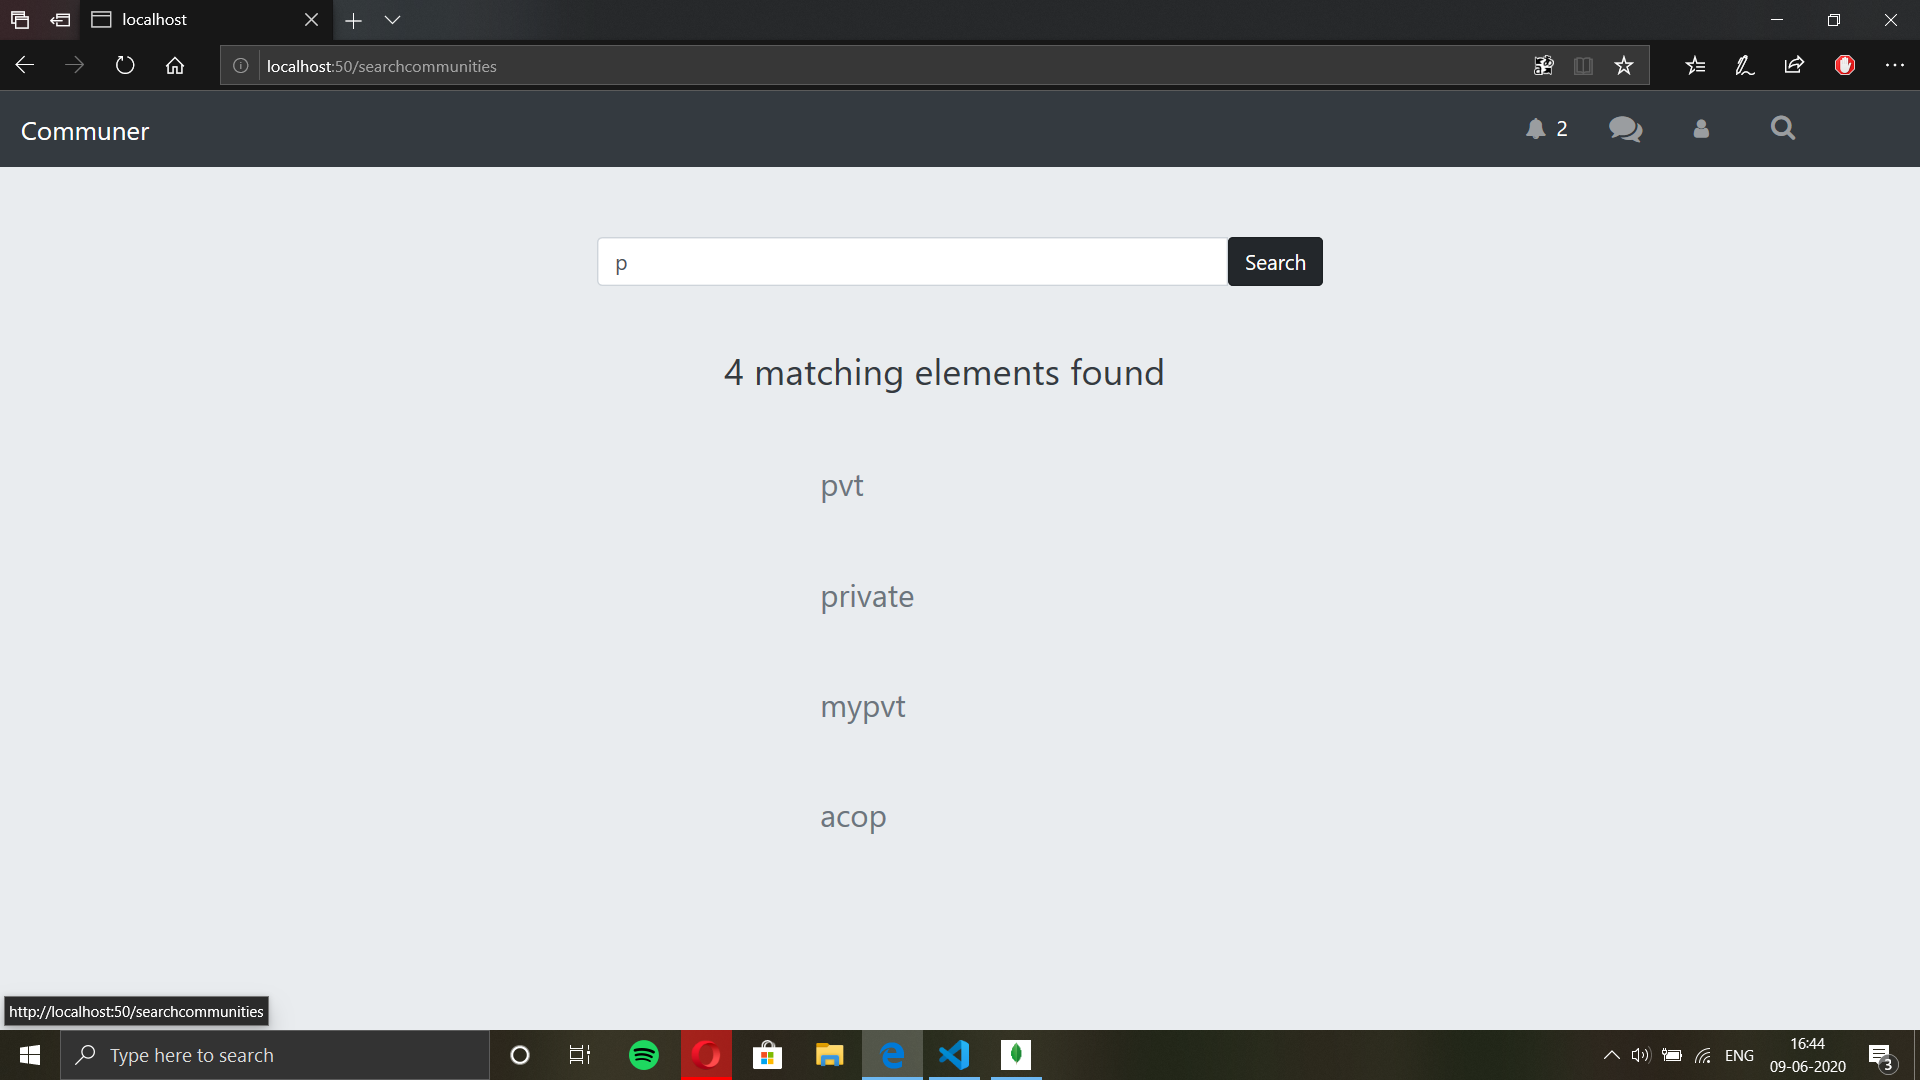 localhost
localhost:50/searchcommunities
Communer
2
p
Search
4 matching elements found
pvt
private
mypvt
acop
http://localhost:50/searchcommunities
Type here to search
ENG
16:44
09-06-2020
3